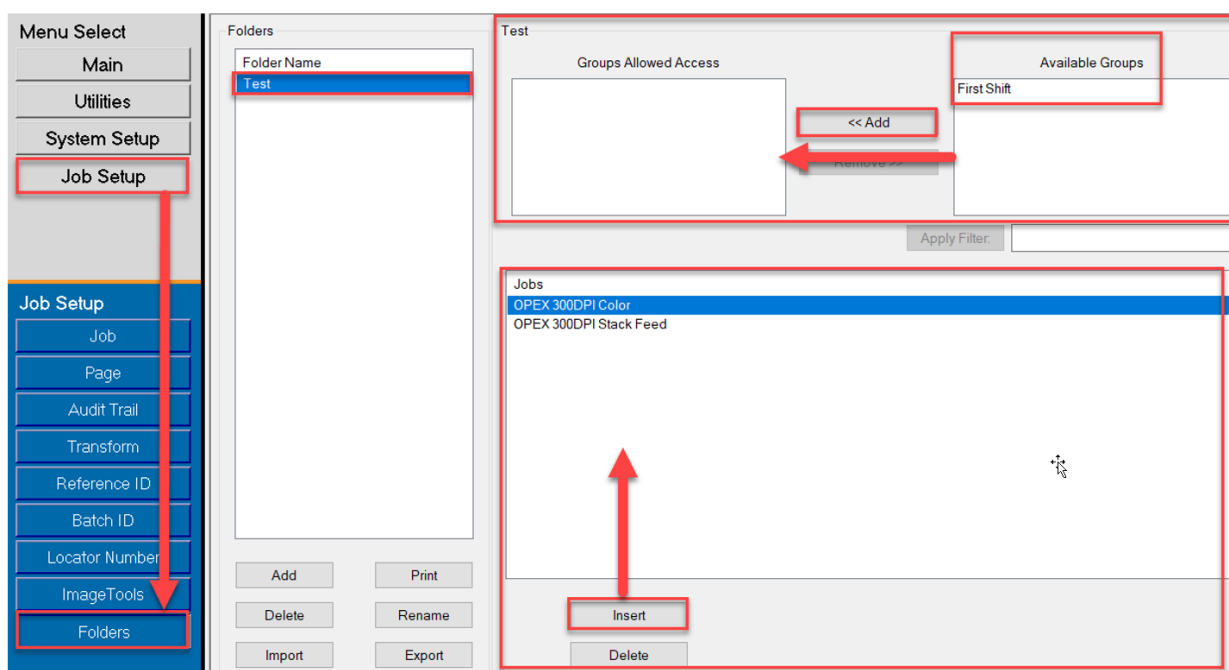 Menu Select
Main
Utilities
System Setup
Job Setup
Job Setup
Job
Page
Audit Trail
Transform
Reference ID
Batch ID
Locator Number
ImageTools
Folders
Folders
Folder Name
Test
Add
Print
Delete
Rename
Import
Export
Test
Groups Allowed Access
<< Add
Remove >>
Available Groups
First Shift
Apply Filter:
Jobs
OPEX 300DPI Color
OPEX 300DPI Stack Feed
Insert
Delete